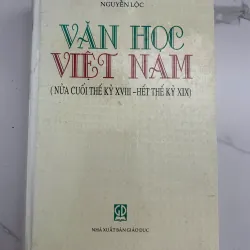 NGUYỄN LỘC
VĂN HỌC
VIỆT NAM
( NỬA CUỐI THẾ KỶ XVIII – HẾT THẾ KỶ XIX)
GD
NHÀ XUẤT BẢN GIÁO DỤC